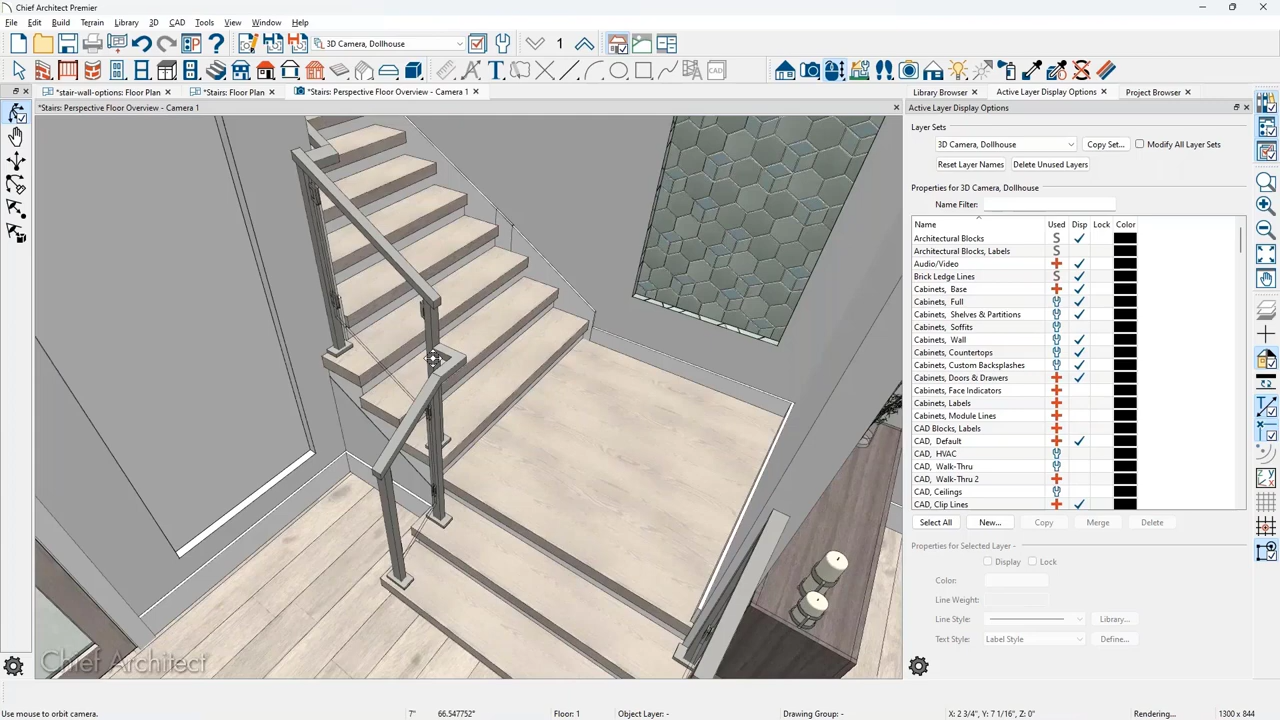 Chief Architect Premier
File Edit Build Terrain Library 3D CAD Tools View Window Help
3D Camera, Dollhouse 1
*stair-wall-options: Floor Plan *Stairs: Floor Plan *Stairs: Perspective Floor Overview - Camera 1 Library Browser Active Layer Display Options Project Browser
*Stairs: Perspective Floor Overview - Camera 1 Active Layer Display Options
Layer Sets
3D Camera, Dollhouse Copy Set... Modify All Layer Sets
Reset Layer Names Delete Unused Layers
Properties for 3D Camera, Dollhouse
Name Filter:
Name Used Disp Lock Color
Architectural Blocks S
Architectural Blocks, Labels S
Audio/Video
Brick Ledge Lines S
Cabinets, Base
Cabinets, Full
Cabinets, Shelves & Partitions
Cabinets, Soffits
Cabinets, Wall
Cabinets, Countertops
Cabinets, Custom Backsplashes
Cabinets, Doors & Drawers
Cabinets, Face Indicators
Cabinets, Labels
Cabinets, Module Lines
CAD Blocks, Labels
CAD, Default
CAD, HVAC
CAD, Walk-Thru
CAD, Walk-Thru 2
CAD, Ceilings
CAD, Clip Lines
Select All New... Copy Merge Delete
Properties for Selected Layer -
Display Lock
Color:
Line Weight:
Line Style: Library...
Text Style: Label Style Define...
Chief Architect
Use mouse to orbit camera. 7" 66.547752° Floor: 1 Object Layer: - Drawing Group: - X: 2 3/4", Y: 7 1/16", Z: 0" Rendering... 1300 x 844